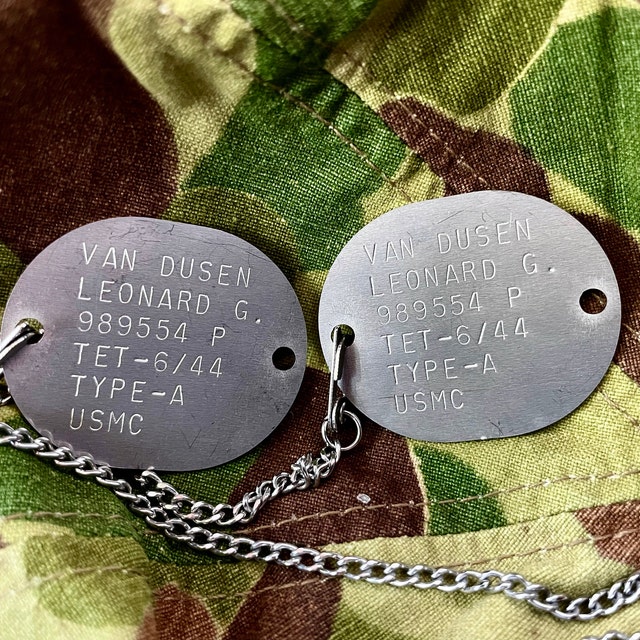 VAN DUSEN
LEONARD G.
989554 P
TET-6/44
TYPE-A
USMC
VAN DUSEN
LEONARD G.
989554 P
TET-6/44
TYPE-A
USMC